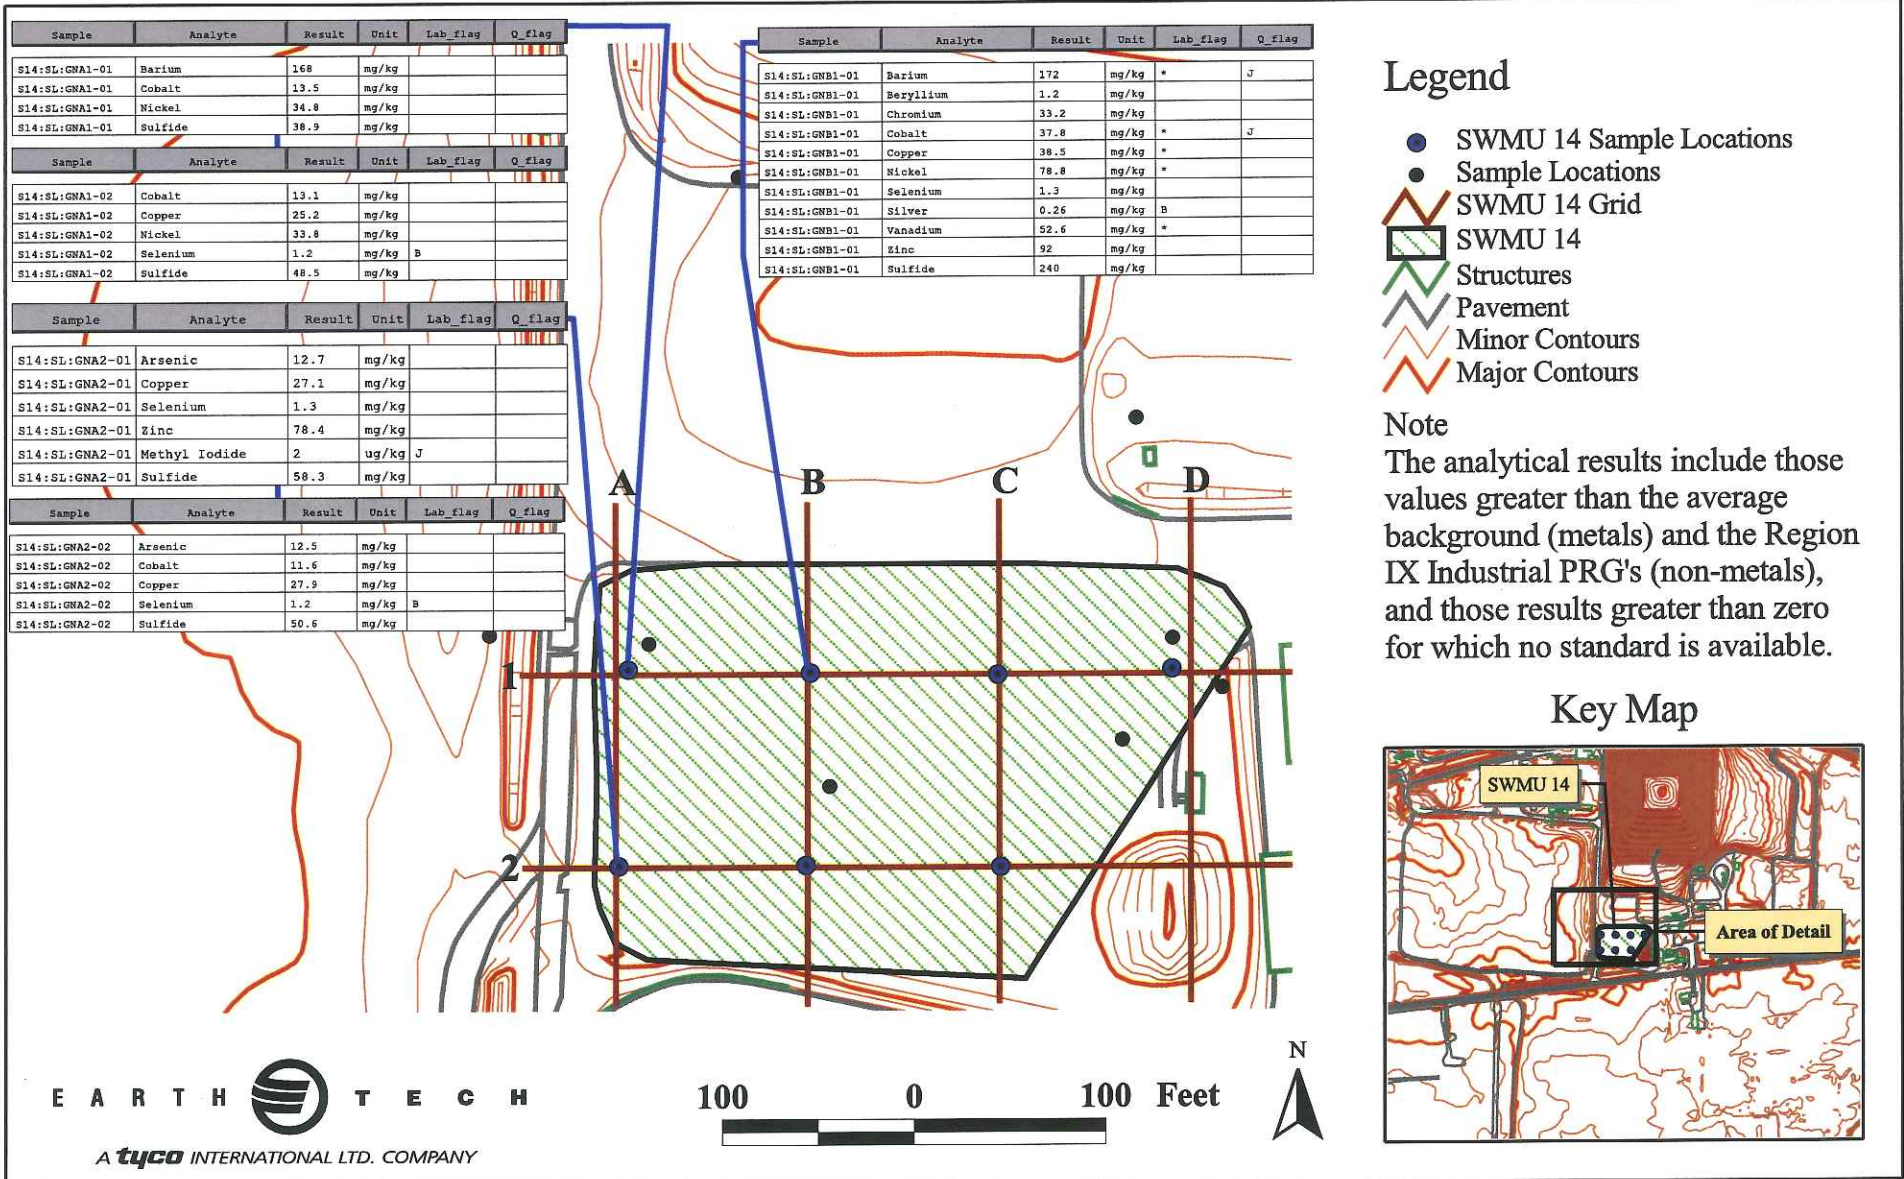 Sample Analyte Result Unit Lab_flag Q_flag
S14:SL:GNA1-01 Barium 168 mg/kg
S14:SL:GNA1-01 Cobalt 13.5 mg/kg
S14:SL:GNA1-01 Nickel 34.8 mg/kg
S14:SL:GNA1-01 Sulfide 38.9 mg/kg
Sample Analyte Result Unit Lab_flag Q_flag
S14:SL:GNA1-02 Cobalt 13.1 mg/kg
S14:SL:GNA1-02 Copper 25.2 mg/kg
S14:SL:GNA1-02 Nickel 33.8 mg/kg
S14:SL:GNA1-02 Selenium 1.2 mg/kg B
S14:SL:GNA1-02 Sulfide 48.5 mg/kg
Sample Analyte Result Unit Lab_flag Q_flag
S14:SL:GNA2-01 Arsenic 12.7 mg/kg
S14:SL:GNA2-01 Copper 27.1 mg/kg
S14:SL:GNA2-01 Selenium 1.3 mg/kg
S14:SL:GNA2-01 Zinc 78.4 mg/kg
S14:SL:GNA2-01 Methyl Iodide 2 ug/kg J
S14:SL:GNA2-01 Sulfide 58.3 mg/kg
Sample Analyte Result Unit Lab_flag Q_flag
S14:SL:GNA2-02 Arsenic 12.5 mg/kg
S14:SL:GNA2-02 Cobalt 11.6 mg/kg
S14:SL:GNA2-02 Copper 27.9 mg/kg
S14:SL:GNA2-02 Selenium 1.2 mg/kg B
S14:SL:GNA2-02 Sulfide 50.6 mg/kg
Sample Analyte Result Unit Lab_flag Q_flag
S14:SL:GNB1-01 Barium 172 mg/kg * J
S14:SL:GNB1-01 Beryllium 1.2 mg/kg
S14:SL:GNB1-01 Chromium 33.2 mg/kg
S14:SL:GNB1-01 Cobalt 37.8 mg/kg * J
S14:SL:GNB1-01 Copper 38.5 mg/kg *
S14:SL:GNB1-01 Nickel 78.8 mg/kg *
S14:SL:GNB1-01 Selenium 1.3 mg/kg
S14:SL:GNB1-01 Silver 0.26 mg/kg B
S14:SL:GNB1-01 Vanadium 52.6 mg/kg *
S14:SL:GNB1-01 Zinc 92 mg/kg
S14:SL:GNB1-01 Sulfide 240 mg/kg
A B C D
1
2
Legend
SWMU 14 Sample Locations
Sample Locations
SWMU 14 Grid
SWMU 14
Structures
Pavement
Minor Contours
Major Contours
Note
The analytical results include those
values greater than the average
background (metals) and the Region
IX Industrial PRG's (non-metals),
and those results greater than zero
for which no standard is available.
Key Map
SWMU 14
Area of Detail
EARTH TECH
A tyco INTERNATIONAL LTD. COMPANY
100 0 100 Feet
N